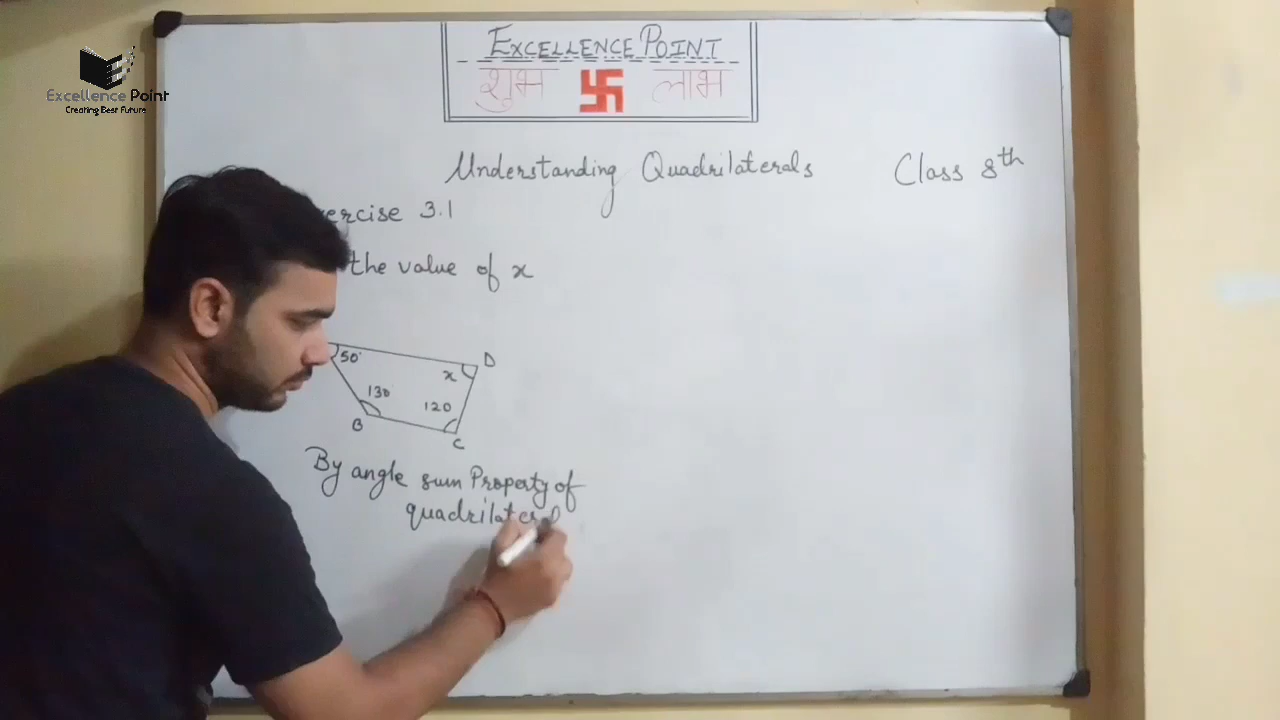 Excellence Point
Creating Best Future
EXCELLENCE POINT
शुभ लाभ
Understanding Quadrilaterals Class 8th
3.1
the value of x
50°
D
x
130°
120
B
C
By angle sum Property of
quadrilateral